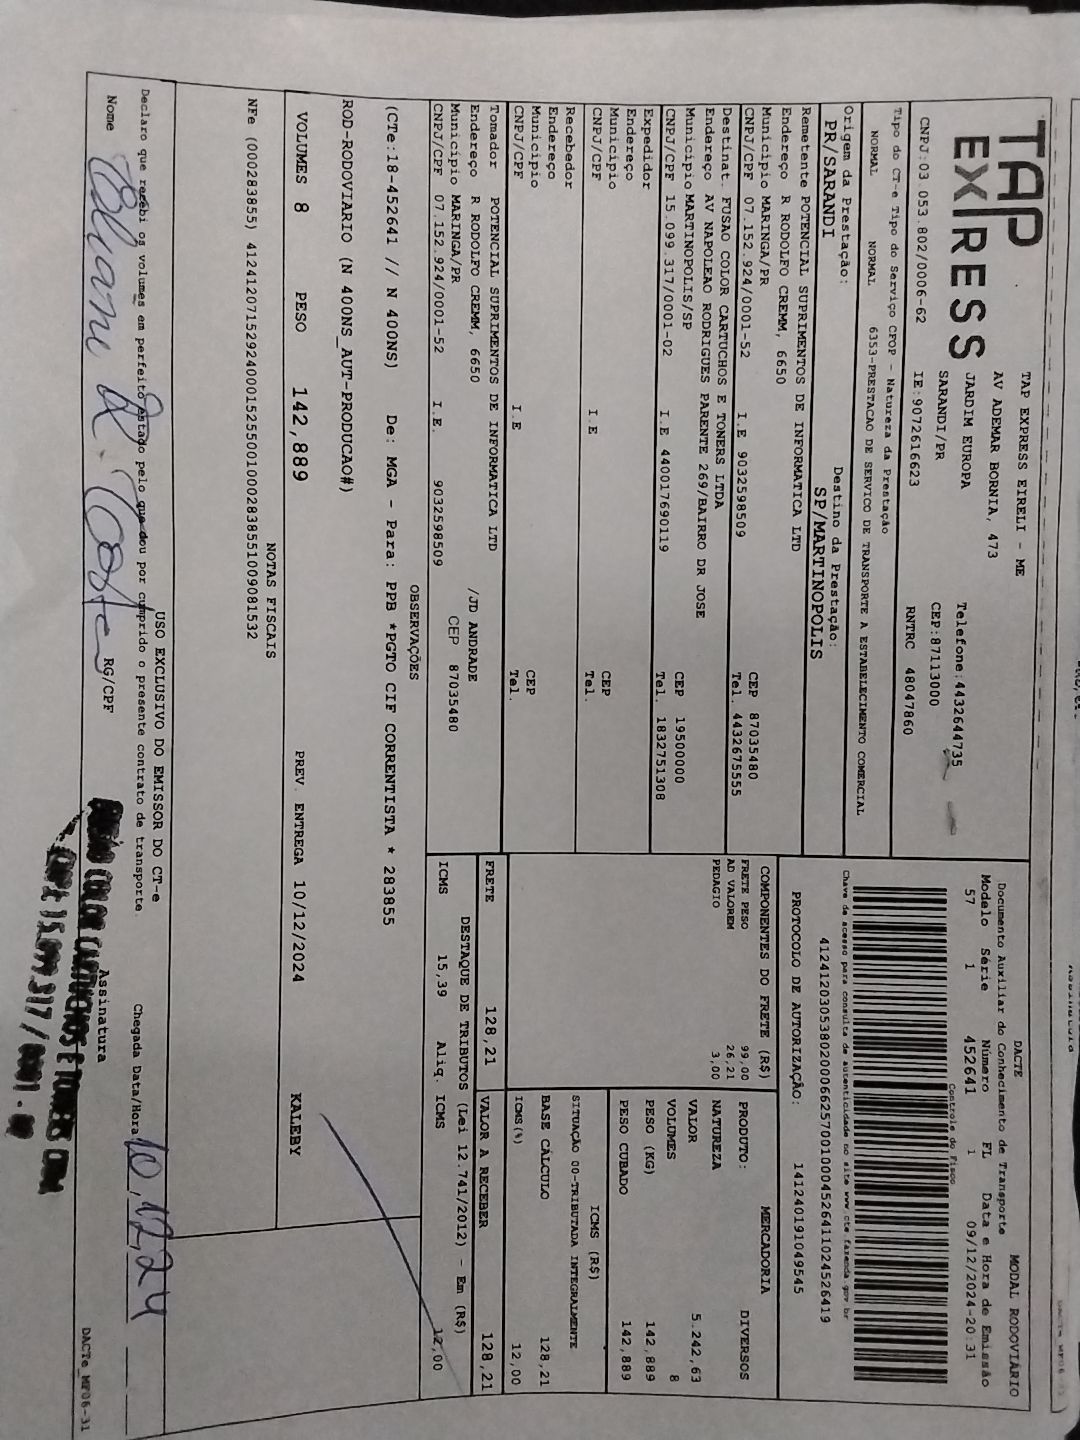 TAP EXPRESS
TAP EXPRESS EIRELI - ME
AV ADEMAR BORNIA, 473
JARDIM EUROPA
SARANDI/PR
Telefone:4432644735
CEP:87113000
CNPJ:03.053.802/0006-62 IE:9072616623 RNTRC 48047860
DACTE MODAL RODOVIÁRIO
Documento Auxiliar do Conhecimento de Transporte
Modelo Série Número FL Data e Hora de Emissão
57 1 452641 1 09/12/2024-20:31
Controle do Fisco
Chave de acesso para consulta de autenticidade no site www.cte.fazenda.gov.br
41241203053802000662570010004526411024526419
PROTOCOLO DE AUTORIZAÇÃO: 141240191049545
Tipo do CT-e Tipo do Serviço CFOP - Natureza da Prestação
NORMAL NORMAL 6353-PRESTACAO DE SERVICO DE TRANSPORTE A ESTABELECIMENTO COMERCIAL
Origem da Prestação: Destino da Prestação:
PR/SARANDI SP/MARTINOPOLIS
Remetente POTENCIAL SUPRIMENTOS DE INFORMATICA LTD
Endereço R RODOLFO CREMM, 6650
Município MARINGA/PR CEP 87035480
CNPJ/CPF 07.152.924/0001-52 I.E 9032598509 Tel. 4432675555
Destinat. FUSAO COLOR CARTUCHOS E TONERS LTDA
Endereço AV NAPOLEAO RODRIGUES PARENTE 269/BAIRRO DR JOSE
Município MARTINOPOLIS/SP CEP 19500000
CNPJ/CPF 15.099.317/0001-02 I.E 440017690119 Tel. 1832751308
Expedidor
Endereço
Município CEP
CNPJ/CPF I.E Tel.
Recebedor
Endereço
Município CEP
CNPJ/CPF I.E Tel.
Tomador POTENCIAL SUPRIMENTOS DE INFORMATICA LTD
Endereço R RODOLFO CREMM, 6650 /JD ANDRADE
Município MARINGA/PR CEP 87035480
CNPJ/CPF 07.152.924/0001-52 I.E. 9032598509
COMPONENTES DO FRETE (R$)
FRETE PESO 99,00
AD VALOREM 26,21
PEDAGIO 3,00
MERCADORIA
PRODUTO: DIVERSOS
NATUREZA
VALOR 5.242,63
VOLUMES 8
PESO (KG) 142,889
PESO CUBADO 142,889
ICMS (R$)
SITUAÇÃO 00-TRIBUTADA INTEGRALMENTE
BASE CALCULO 128,21
ICMS(%) 12,00
FRETE 128,21 VALOR A RECEBER 128,21
DESTAQUE DE TRIBUTOS (Lei 12.741/2012) - Em (R$)
ICMS 15,39 Aliq. ICMS 12,00
OBSERVAÇÕES
(CTe:18-452641 // N 400NS) De: MGA - Para: PPB *PGTO CIF CORRENTISTA * 283855
ROD-RODOVIARIO (N 400NS_AUT-PRODUCAO#)
VOLUMES 8 PESO 142,889 PREV. ENTREGA 10/12/2024 KALEBY
NOTAS FISCAIS
NFe (000283855) 41241207152924000152550010002838551009081532
USO EXCLUSIVO DO EMISSOR DO CT-e
Declaro que recebi os volumes em perfeito estado pelo que dou por cumprido o presente contrato de transporte. Chegada Data/Hora 10,12,24
Nome RG/CPF Assinatura
DACTe_MF06-31